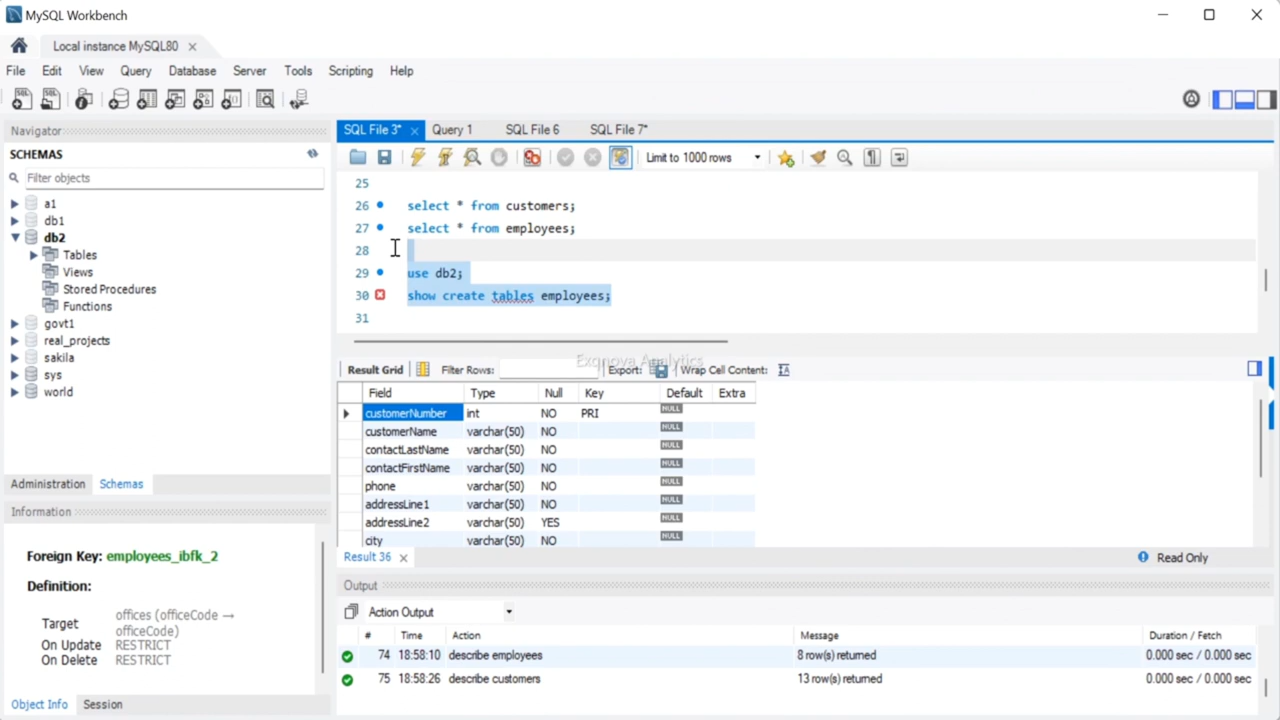 MySQL Workbench
Local instance MySQL80
File Edit View Query Database Server Tools Scripting Help
Navigator
SCHEMAS
Filter objects
a1
db1
db2
Tables
Views
Stored Procedures
Functions
govt1
real_projects
sakila
sys
world
Administration Schemas
Information
Foreign Key: employees_ibfk_2
Definition:
Target offices (officeCode →
officeCode)
On Update RESTRICT
On Delete RESTRICT
Object Info Session
SQL File 3* Query 1 SQL File 6 SQL File 7*
Limit to 1000 rows
25
26 select * from customers;
27 select * from employees;
28
29 use db2;
30 show create tables employees;
31
Exqnova Analytics
Result Grid Filter Rows: Export: Wrap Cell Content:
Field Type Null Key Default Extra
customerNumber int NO PRI NULL
customerName varchar(50) NO NULL
contactLastName varchar(50) NO NULL
contactFirstName varchar(50) NO NULL
phone varchar(50) NO NULL
addressLine1 varchar(50) NO NULL
addressLine2 varchar(50) YES NULL
city varchar(50) NO NULL
Result 36 Read Only
Output
Action Output
# Time Action Message Duration / Fetch
74 18:58:10 describe employees 8 row(s) returned 0.000 sec / 0.000 sec
75 18:58:26 describe customers 13 row(s) returned 0.000 sec / 0.000 sec